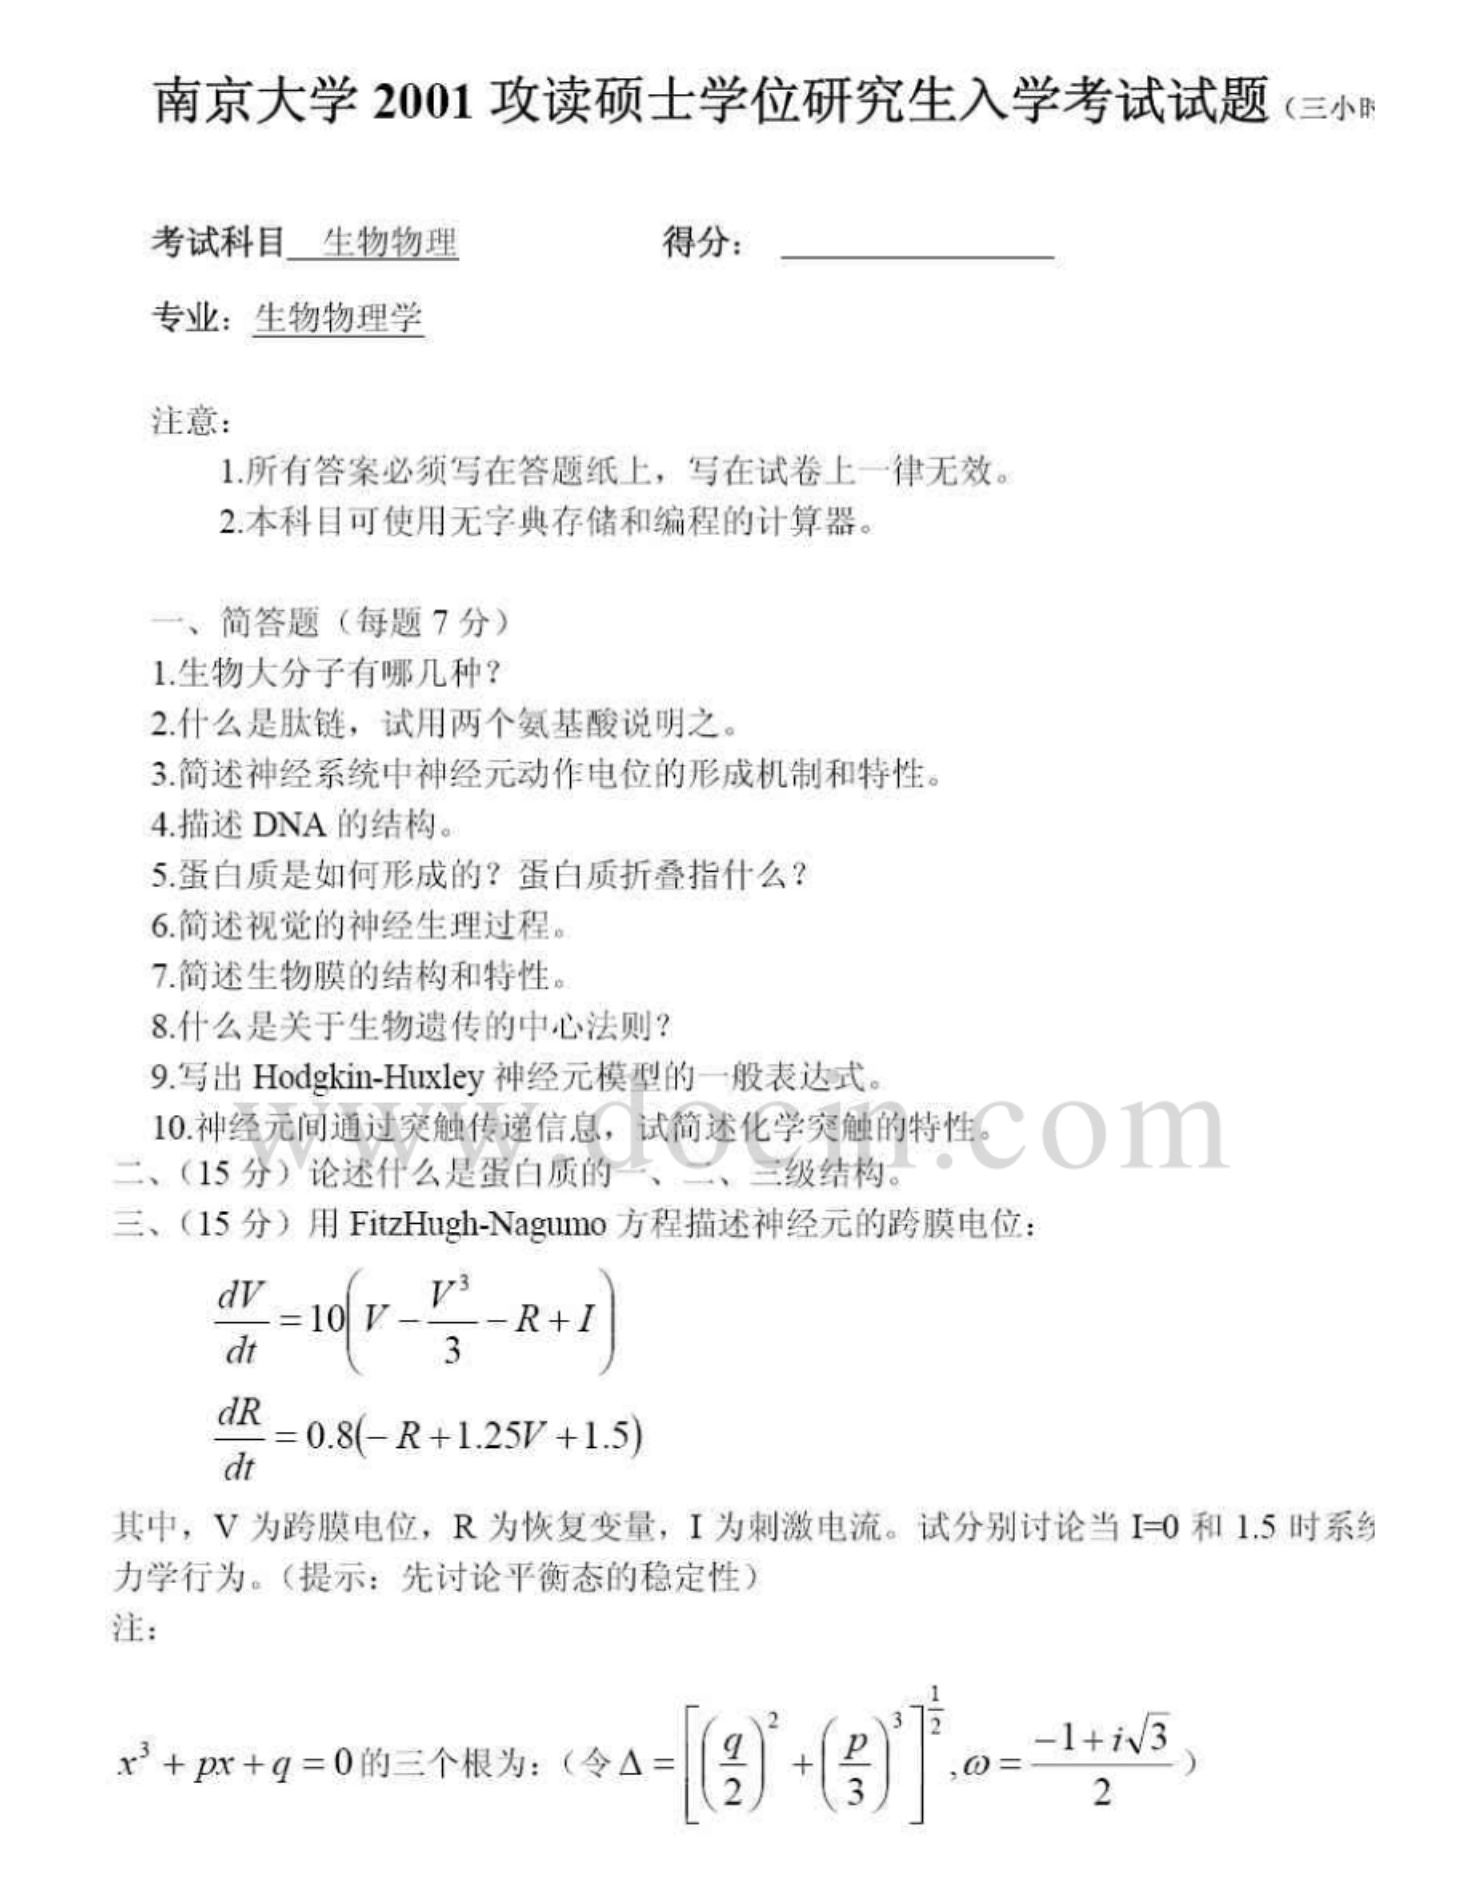 南京大学 2001 攻读硕士学位研究生入学考试试题（三小时
考试科目 生物物理 得分：
专业：生物物理学
注意：
1.所有答案必须写在答题纸上，写在试卷上一律无效。
2.本科目可使用无字典存储和编程的计算器。
一、简答题（每题 7 分）
1.生物大分子有哪几种？
2.什么是肽链，试用两个氨基酸说明之。
3.简述神经系统中神经元动作电位的形成机制和特性。
4.描述 DNA 的结构。
5.蛋白质是如何形成的？蛋白质折叠指什么？
6.简述视觉的神经生理过程。
7.简述生物膜的结构和特性。
8.什么是关于生物遗传的中心法则？
9.写出 Hodgkin-Huxley 神经元模型的一般表达式。
www.docin.com
10.神经元间通过突触传递信息，试简述化学突触的特性。
二、（15 分）论述什么是蛋白质的一、二、三级结构。
三、（15 分）用 FitzHugh-Nagumo 方程描述神经元的跨膜电位：
dV/dt = 10(V − V³/3 − R + I)
dR/dt = 0.8(− R + 1.25V + 1.5)
其中，V 为跨膜电位，R 为恢复变量，I 为刺激电流。试分别讨论当 I=0 和 1.5 时系统
力学行为。（提示：先讨论平衡态的稳定性）
注：
x³ + px + q = 0 的三个根为：（令 Δ = [(q/2)² + (p/3)³]^(1/2), ω = (−1 + i√3)/2 ）